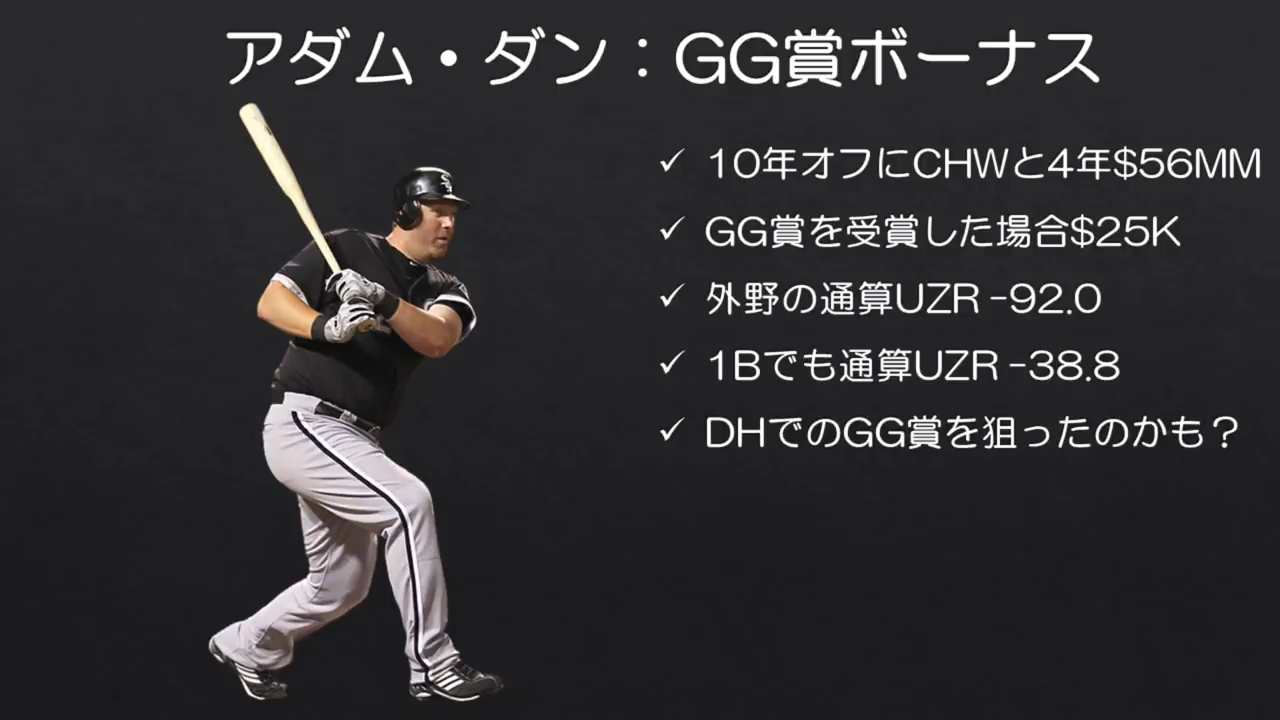 アダム・ダン：GG賞ボーナス
✓ 10年オフにCHWと4年$56MM
✓ GG賞を受賞した場合$25K
✓ 外野の通算UZR -92.0
✓ 1Bでも通算UZR -38.8
✓ DHでのGG賞を狙ったのかも？